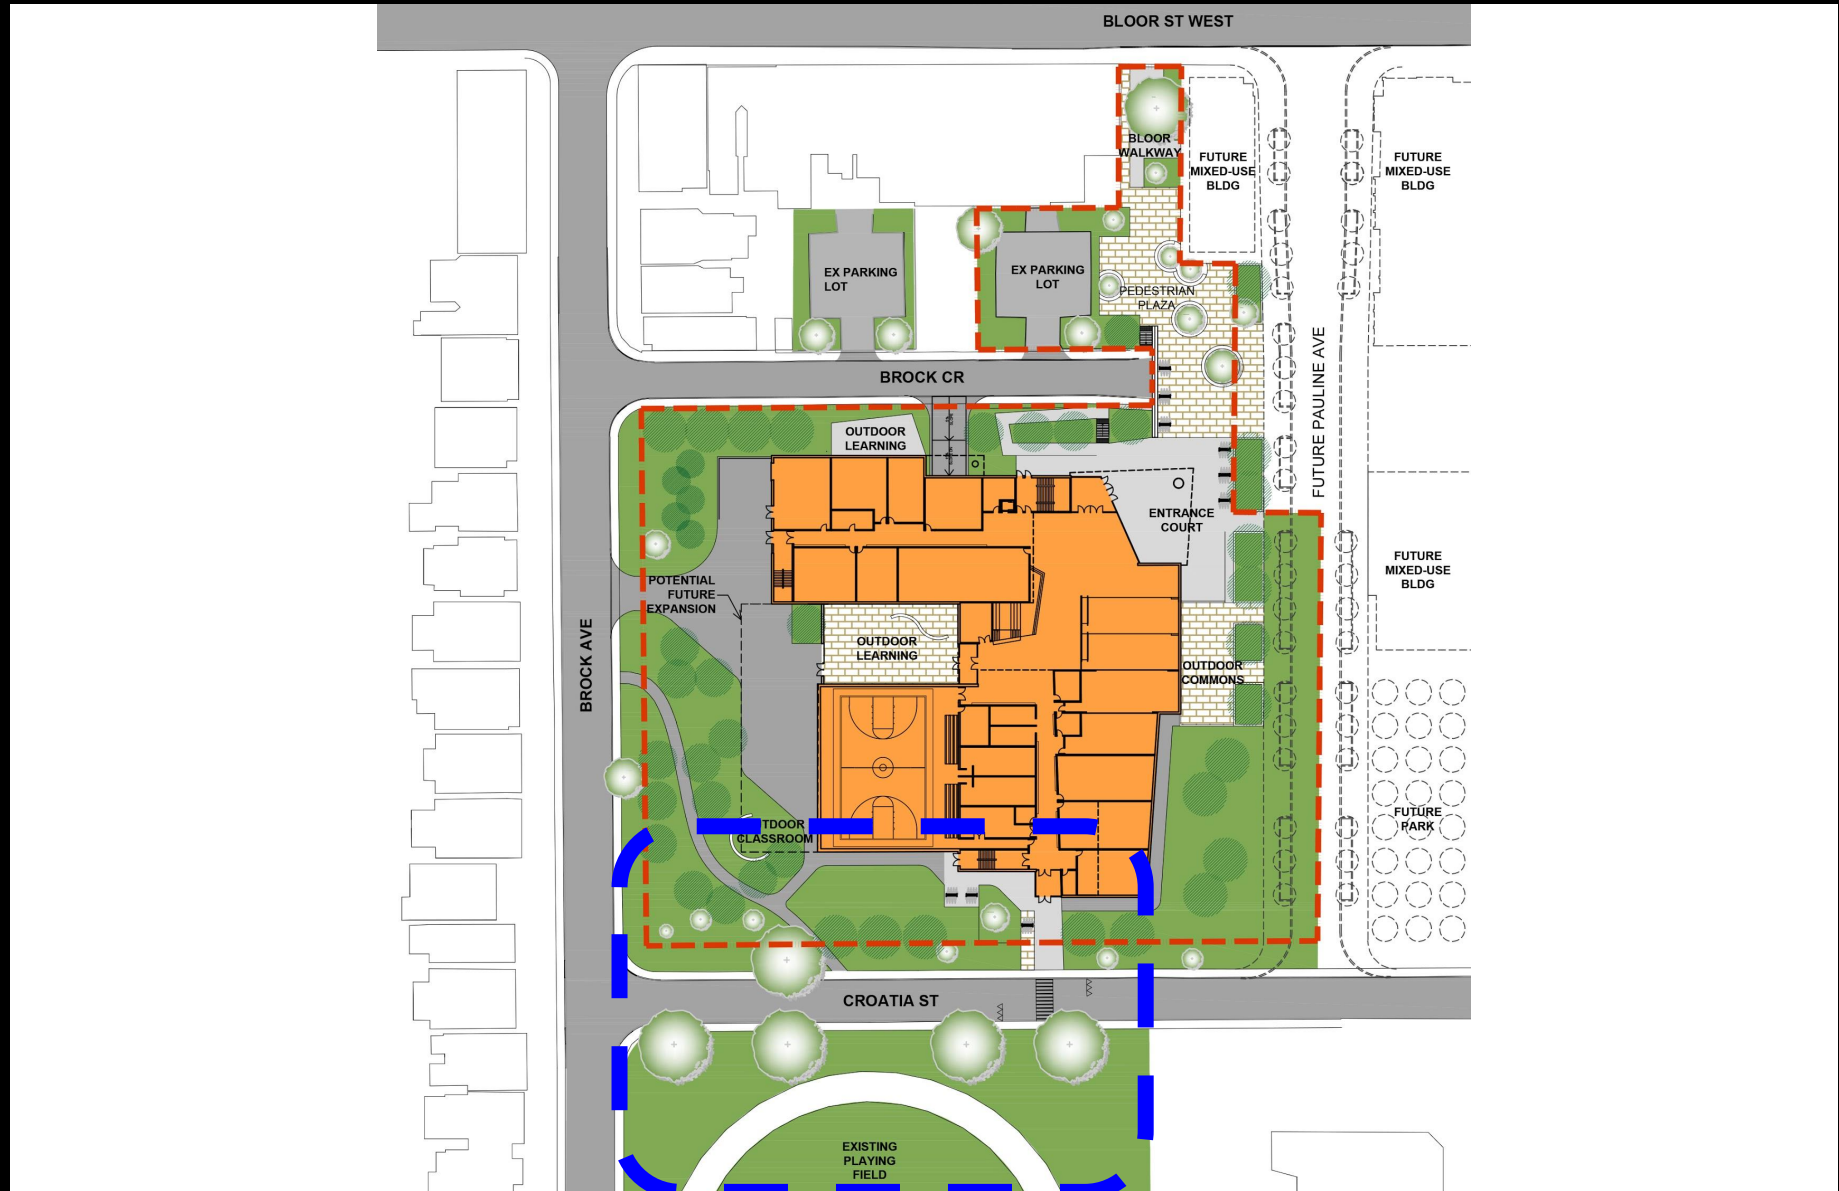 BLOOR ST WEST
BLOOR
WALKWAY
FUTURE
MIXED-USE
BLDG
FUTURE
MIXED-USE
BLDG
EX PARKING
LOT
EX PARKING
LOT
PEDESTRIAN
PLAZA
FUTURE PAULINE AVE
BROCK CR
OUTDOOR
LEARNING
ENTRANCE
COURT
FUTURE
MIXED-USE
BLDG
POTENTIAL
FUTURE
EXPANSION
BROCK AVE
OUTDOOR
LEARNING
OUTDOOR
COMMONS
FUTURE
PARK
TDOOR
CLASSROOM
CROATIA ST
EXISTING
PLAYING
FIELD